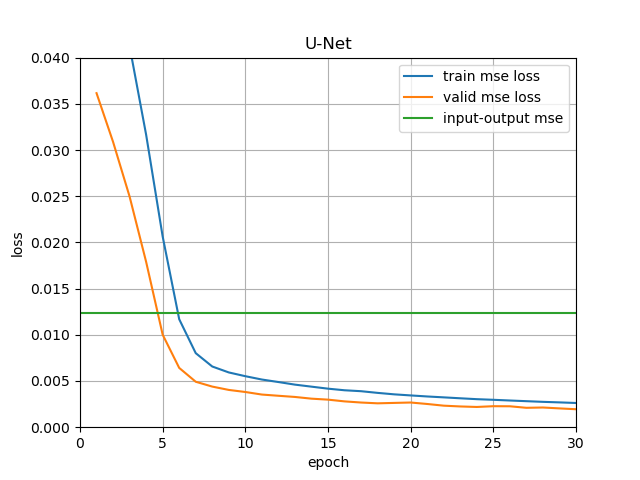 U-Net
train mse loss
valid mse loss
input-output mse
0.040
0.035
0.030
0.025
0.020
0.015
0.010
0.005
0.000
loss
0 5 10 15 20 25 30
epoch